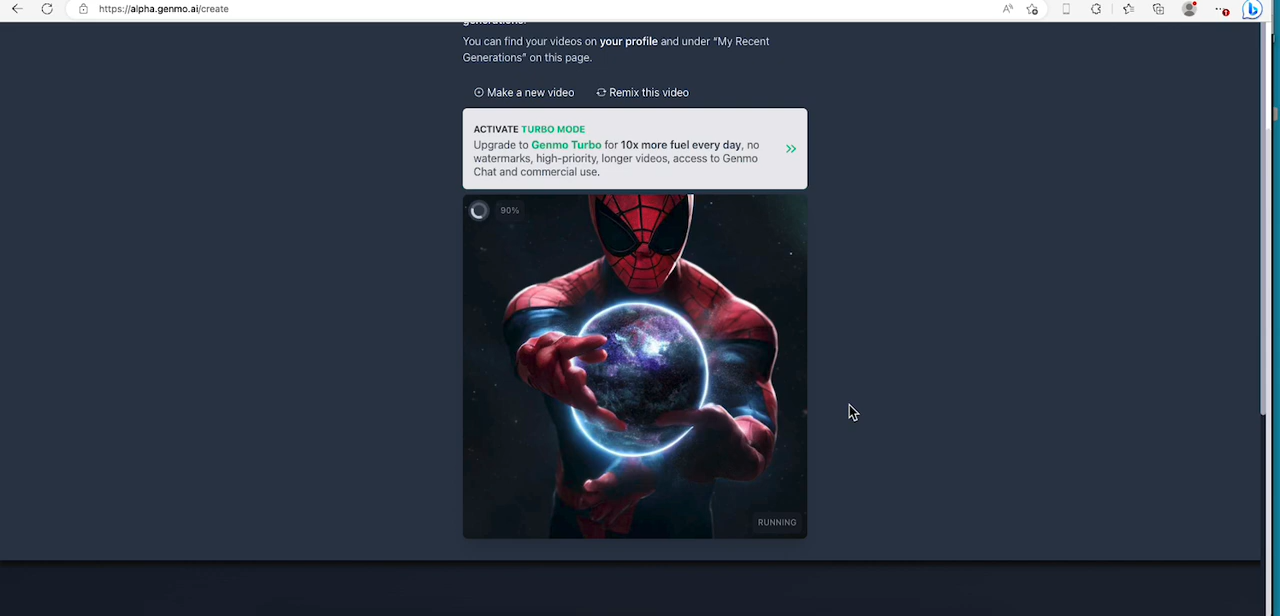 https://alpha.genmo.ai/create
generations.
You can find your videos on your profile and under "My Recent
Generations" on this page.
Make a new video
Remix this video
ACTIVATE TURBO MODE
Upgrade to Genmo Turbo for 10x more fuel every day, no
watermarks, high-priority, longer videos, access to Genmo
Chat and commercial use.
90%
RUNNING